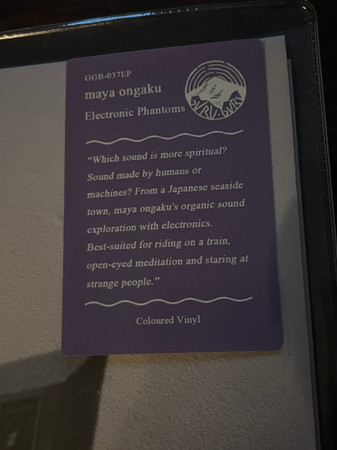 GGB-037EP
maya ongaku
Electronic Phantoms
GURU GURU
“Which sound is more spiritual?
Sound made by humans or
machines? From a Japanese seaside
town, maya ongaku's organic sound
exploration with electronics.
Best-suited for riding on a train,
open-eyed meditation and staring at
strange people.”
Coloured Vinyl